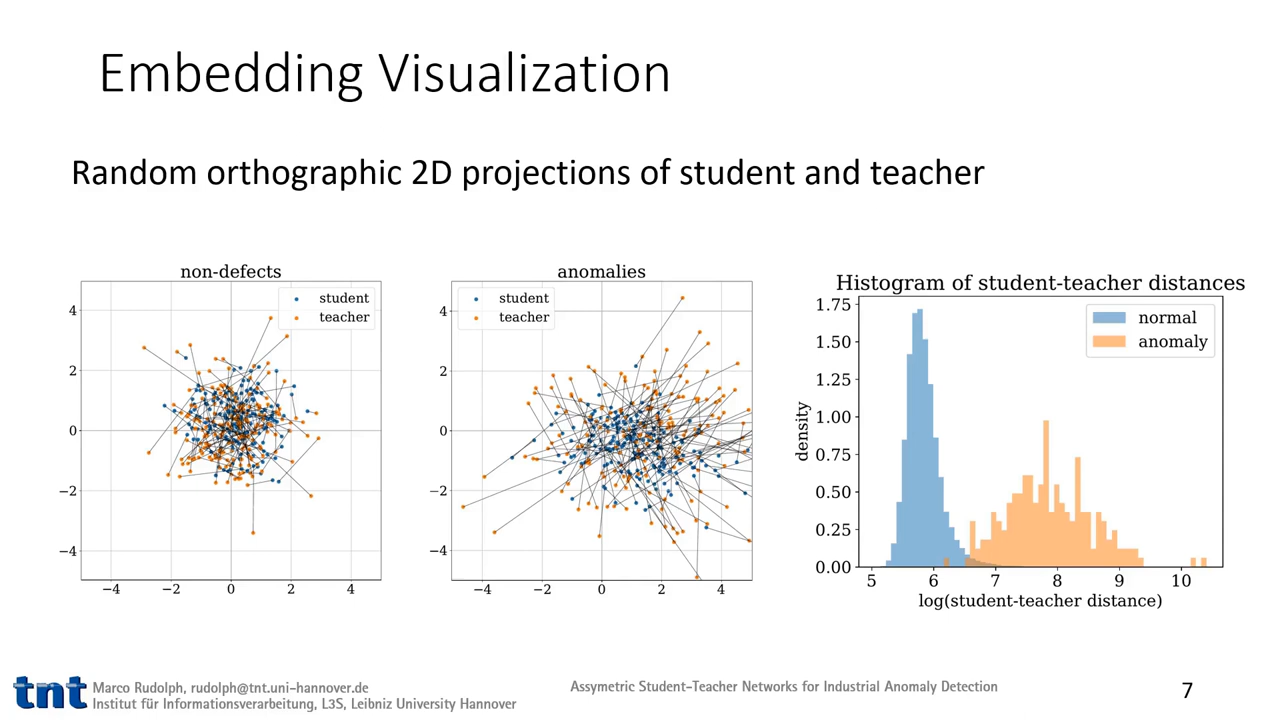 Embedding Visualization
Random orthographic 2D projections of student and teacher
non-defects
student
teacher
4
2
0
−2
−4
−4 −2 0 2 4
anomalies
student
teacher
4
2
0
−2
−4
−4 −2 0 2 4
Histogram of student-teacher distances
normal
anomaly
density
1.75
1.50
1.25
1.00
0.75
0.50
0.25
0.00
5 6 7 8 9 10
log(student-teacher distance)
tnt
Marco Rudolph, rudolph@tnt.uni-hannover.de
Institut für Informationsverarbeitung, L3S, Leibniz University Hannover
Assymetric Student-Teacher Networks for Industrial Anomaly Detection
7